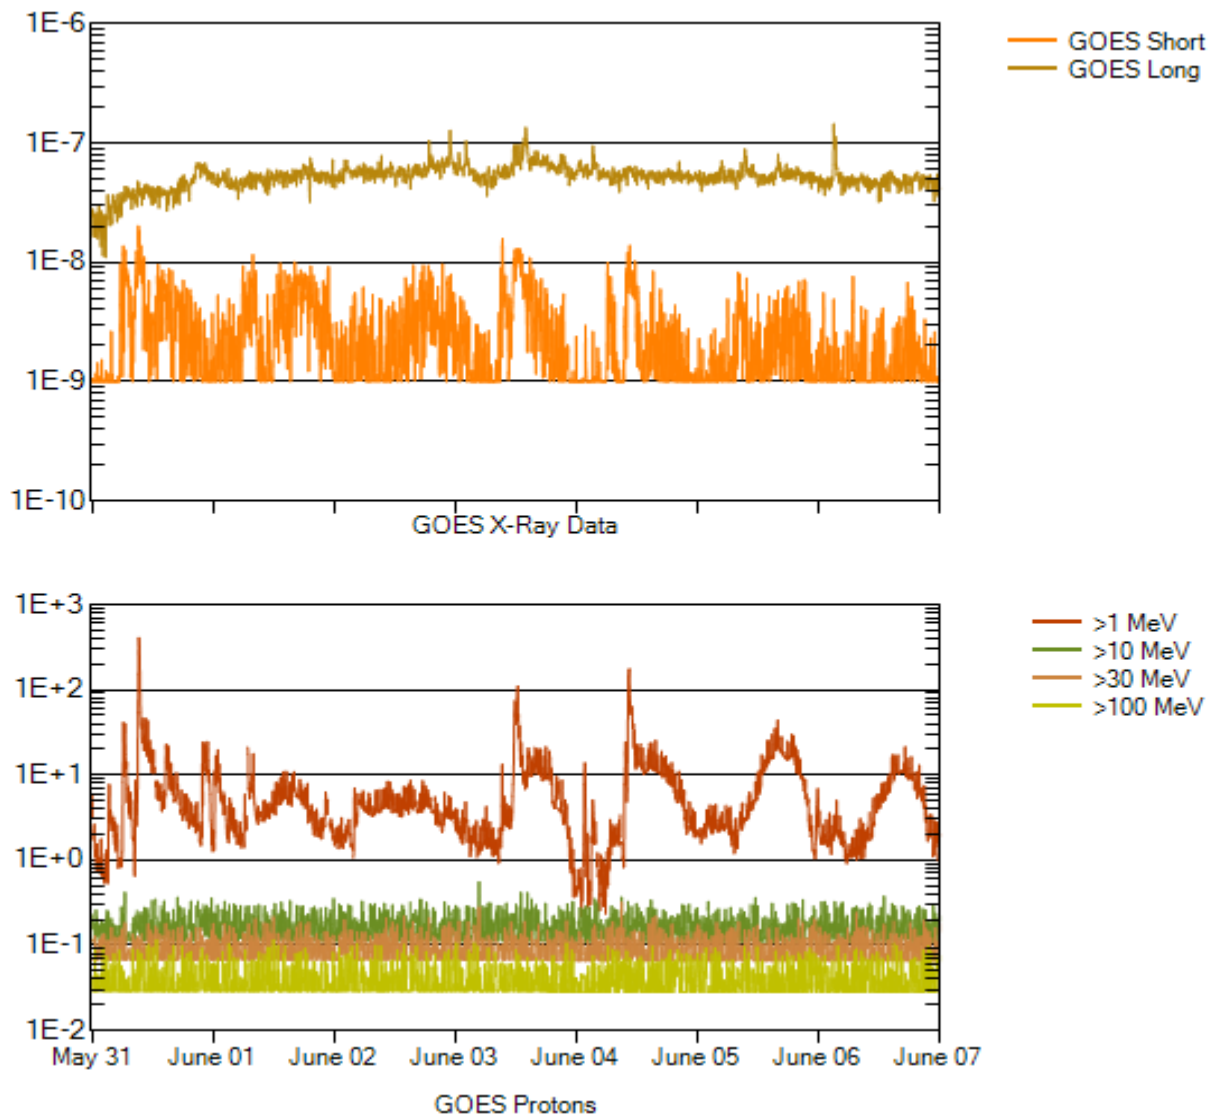 1E-6
1E-7
1E-8
1E-9
1E-10
GOES Short
GOES Long
GOES X-Ray Data
1E+3
1E+2
1E+1
1E+0
1E-1
1E-2
>1 MeV
>10 MeV
>30 MeV
>100 MeV
May 31 June 01 June 02 June 03 June 04 June 05 June 06 June 07
GOES Protons